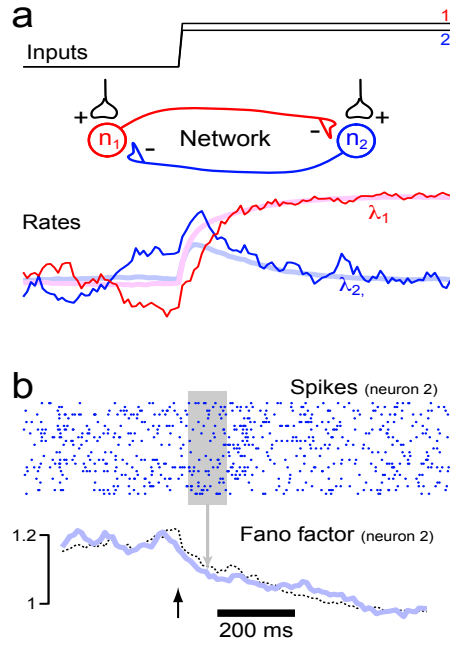 a
1
Inputs
2
+ +
n1 Network n2
- -
Rates
λ1
λ2,
b
Spikes (neuron 2)
Fano factor (neuron 2)
1.2
1
200 ms